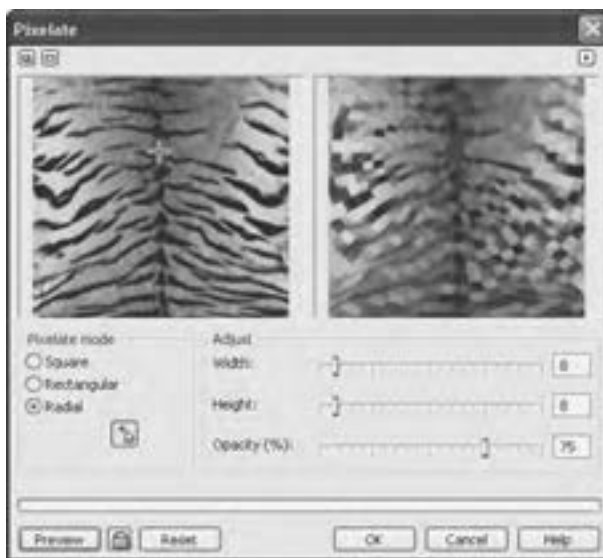 Pixelate
Pixelate mode
Square
Rectangular
Radial
Adjust
Width:
8
Height:
8
Opacity (%):
75
Preview
Reset
OK
Cancel
Help